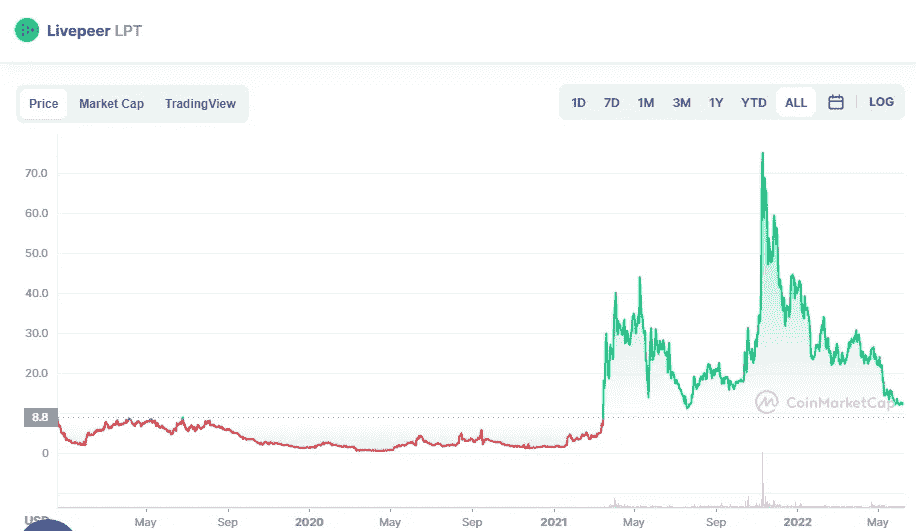 Livepeer LPT
Price Market Cap TradingView
1D 7D 1M 3M 1Y YTD ALL LOG
70.0
60.0
50.0
40.0
30.0
20.0
8.8
0
CoinMarketCap
USD
May Sep 2020 May Sep 2021 May Sep 2022 May